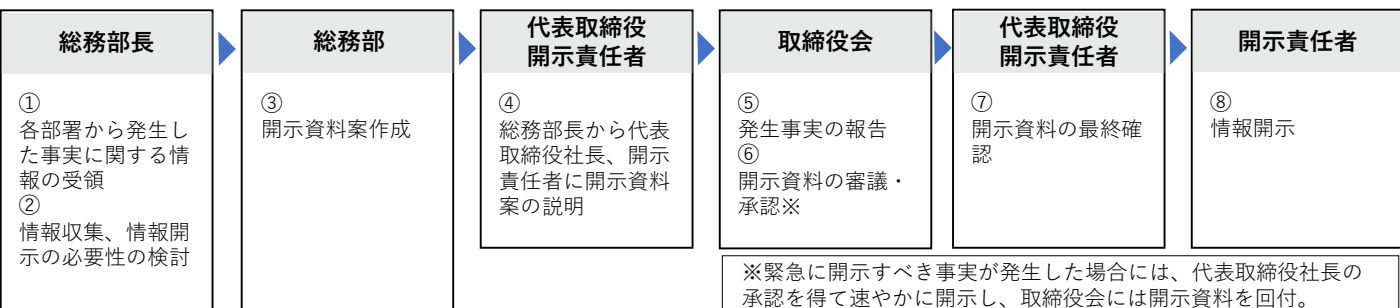 総務部長
①
各部署から発生し
た事実に関する情
報の受領
②
情報収集、情報開
示の必要性の検討
総務部
③
開示資料案作成
代表取締役
開示責任者
④
総務部長から代表
取締役社長、開示
責任者に開示資料
案の説明
取締役会
⑤
発生事実の報告
⑥
開示資料の審議・
承認※
代表取締役
開示責任者
⑦
開示資料の最終確
認
開示責任者
⑧
情報開示
※緊急に開示すべき事実が発生した場合には、代表取締役社長の
承認を得て速やかに開示し、取締役会には開示資料を回付。